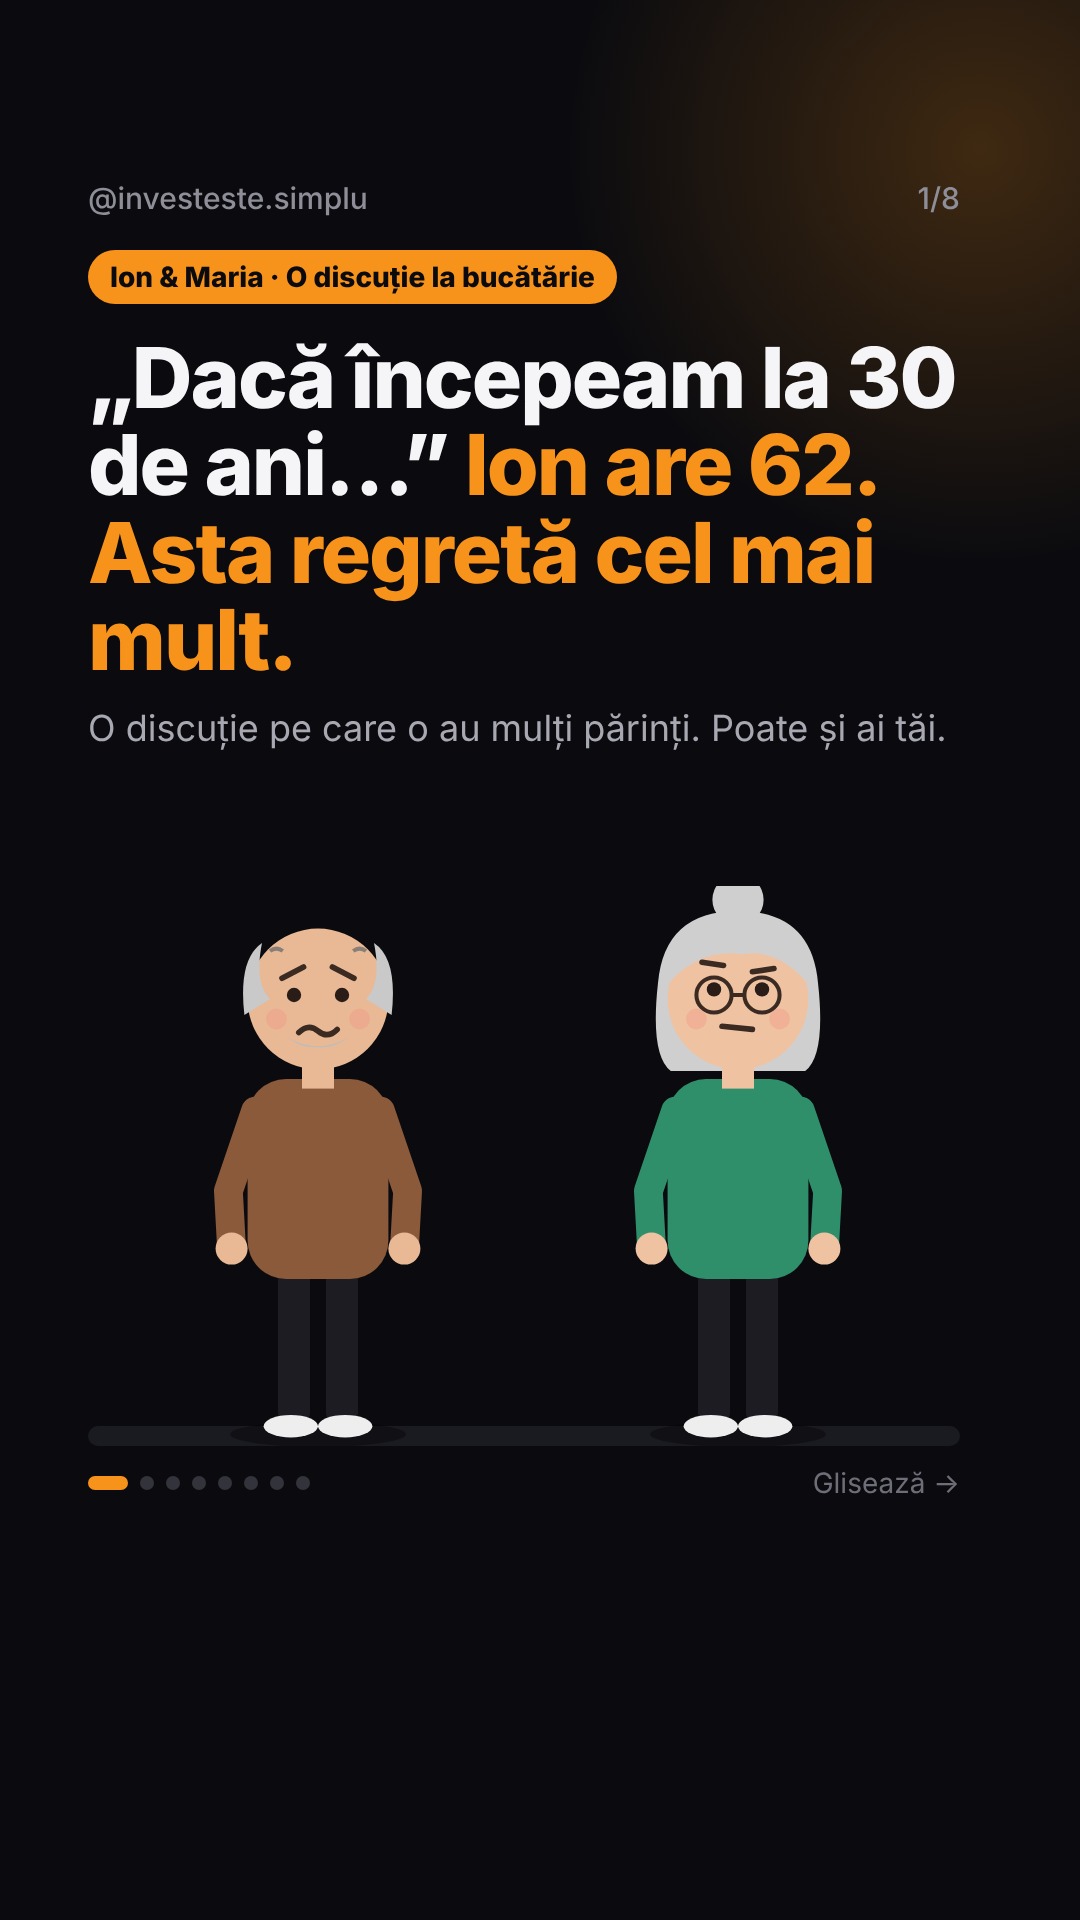 @investeste.simplu
1/8
Ion & Maria · O discuție la bucătărie
„Dacă începeam la 30
de ani…” Ion are 62.
Asta regretă cel mai
mult.
O discuție pe care o au mulți părinți. Poate și ai tăi.
Glisează →